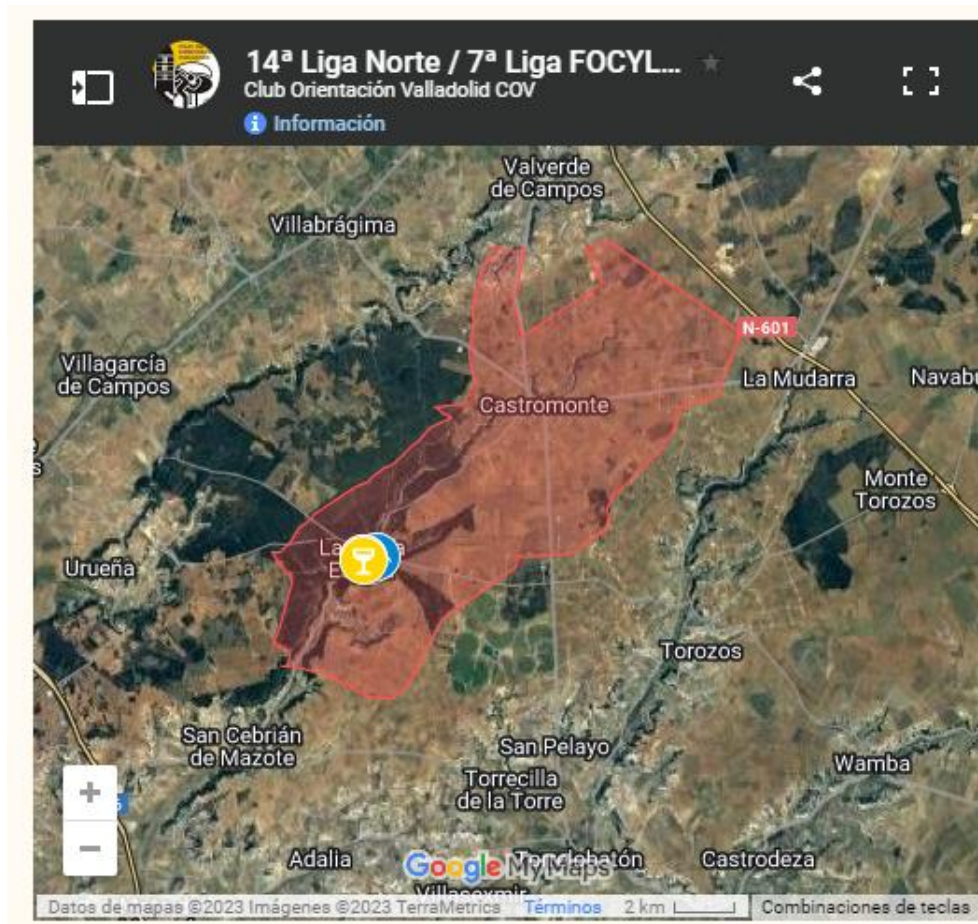 14ª Liga Norte / 7ª Liga FOCYL...
Club Orientación Valladolid COV
Información
Valverde
de Campos
Villabrágima
N-601
Villagarcía
de Campos
La Mudarra
Castromonte
Monte
Torozos
Urueña
Torozos
San Cebrián
de Mazote
San Pelayo
Wamba
Torrecilla
de la Torre
Adalia
Google My Maps
Torrelobatón
Castrodeza
Villasexmir
Datos de mapas ©2023 Imágenes ©2023 TerraMetrics Términos 2 km Combinaciones de teclas